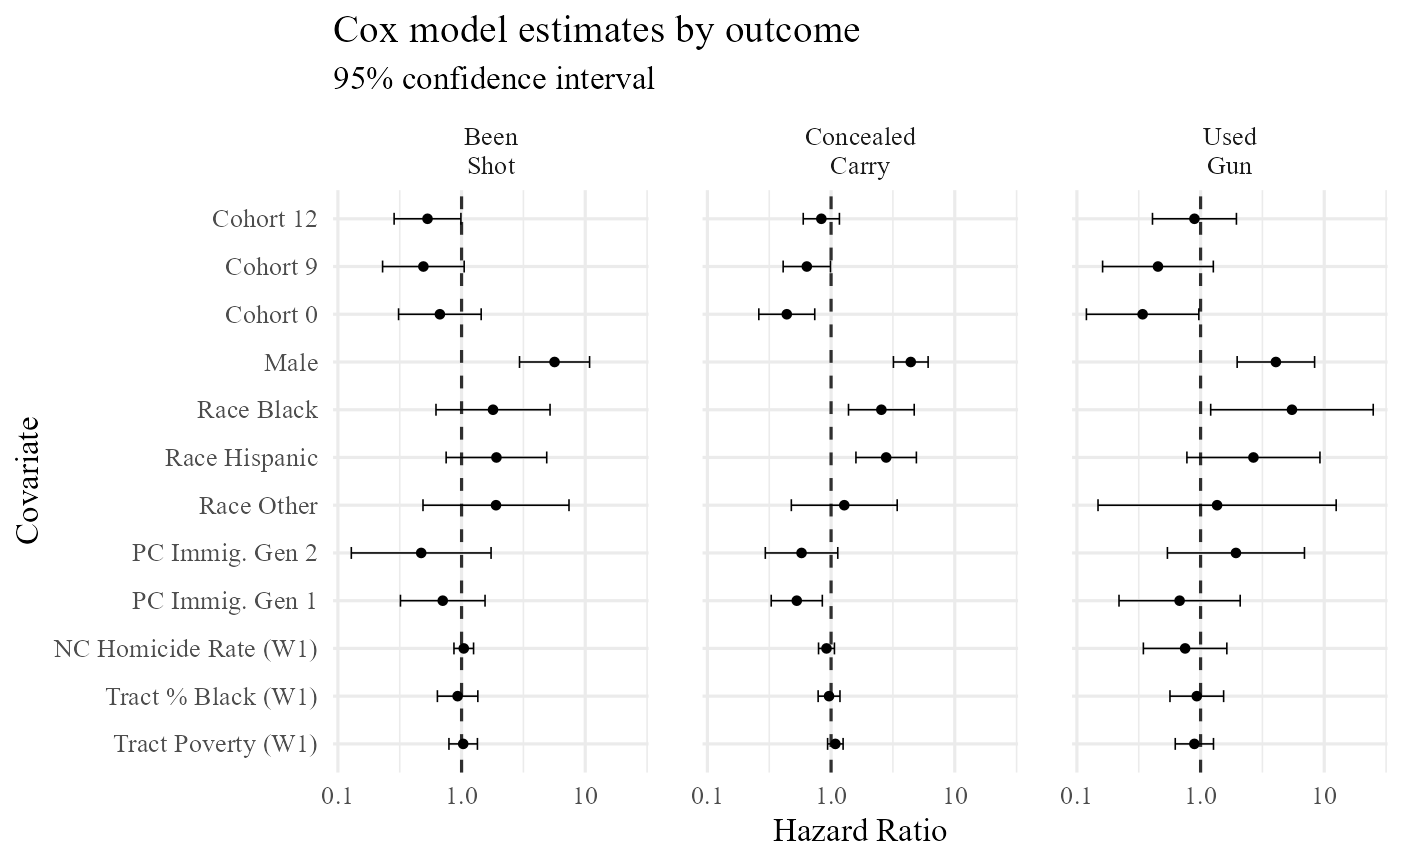 Cox model estimates by outcome
95% confidence interval
Been
Shot
Concealed
Carry
Used
Gun
Covariate
Cohort 12
Cohort 9
Cohort 0
Male
Race Black
Race Hispanic
Race Other
PC Immig. Gen 2
PC Immig. Gen 1
NC Homicide Rate (W1)
Tract % Black (W1)
Tract Poverty (W1)
0.1 1.0 10
0.1 1.0 10
0.1 1.0 10
Hazard Ratio